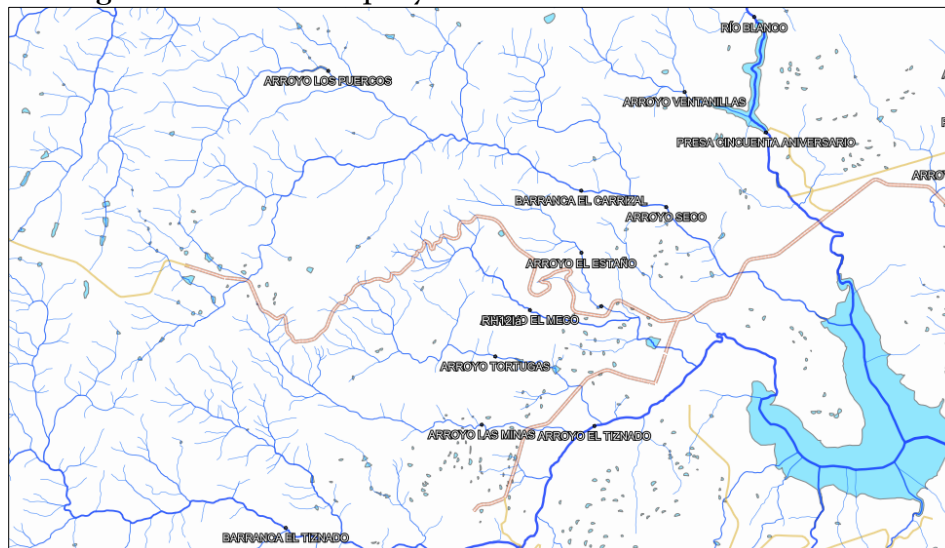 RÍO BLANCO
ARROYO LOS PUERCOS
ARROYO VENTANILLAS
PRESA CINCUENTA ANIVERSARIO
ARROY
BARRANCA EL CARRIZAL
ARROYO SECO
ARROYO EL ESTAÑO
EL MECO
ARROYO TORTUGAS
ARROYO LAS MINAS
ARROYO EL TIZNADO
BARRANCA EL TIZNADO